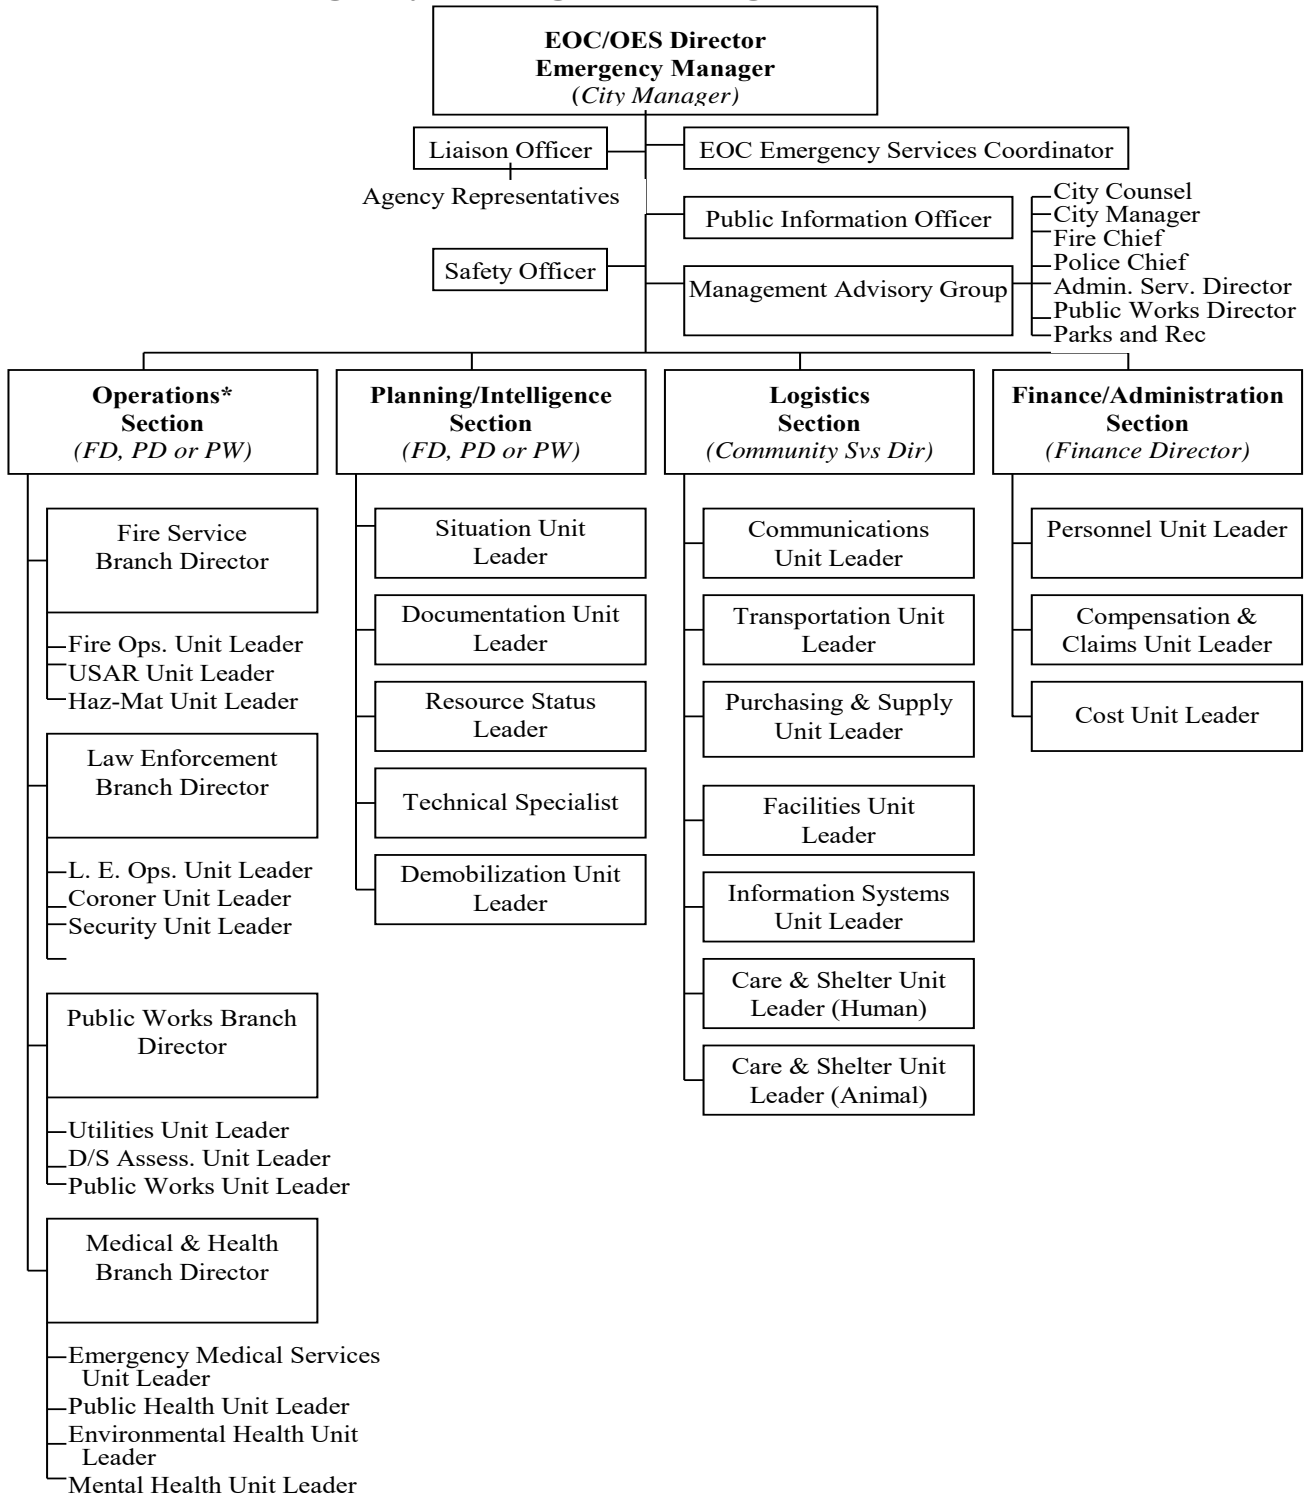 EOC/OES Director
Emergency Manager
(City Manager)
Liaison Officer
EOC Emergency Services Coordinator
Agency Representatives
Public Information Officer
City Counsel
City Manager
Fire Chief
Police Chief
Admin. Serv. Director
Public Works Director
Parks and Rec
Safety Officer
Management Advisory Group
Operations*
Section
(FD, PD or PW)
Fire Service
Branch Director
Fire Ops. Unit Leader
USAR Unit Leader
Haz-Mat Unit Leader
Law Enforcement
Branch Director
L. E. Ops. Unit Leader
Coroner Unit Leader
Security Unit Leader
Public Works Branch
Director
Utilities Unit Leader
D/S Assess. Unit Leader
Public Works Unit Leader
Medical & Health
Branch Director
Emergency Medical Services
Unit Leader
Public Health Unit Leader
Environmental Health Unit
Leader
Mental Health Unit Leader
Planning/Intelligence
Section
(FD, PD or PW)
Situation Unit
Leader
Documentation Unit
Leader
Resource Status
Leader
Technical Specialist
Demobilization Unit
Leader
Logistics
Section
(Community Svs Dir)
Communications
Unit Leader
Transportation Unit
Leader
Purchasing & Supply
Unit Leader
Facilities Unit
Leader
Information Systems
Unit Leader
Care & Shelter Unit
Leader (Human)
Care & Shelter Unit
Leader (Animal)
Finance/Administration
Section
(Finance Director)
Personnel Unit Leader
Compensation &
Claims Unit Leader
Cost Unit Leader